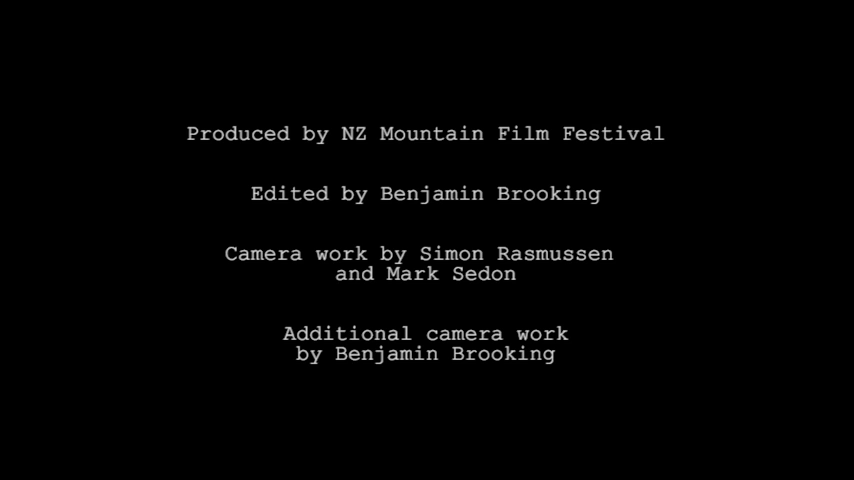 Produced by NZ Mountain Film Festival
Edited by Benjamin Brooking
Camera work by Simon Rasmussen
and Mark Sedon
Additional camera work
by Benjamin Brooking